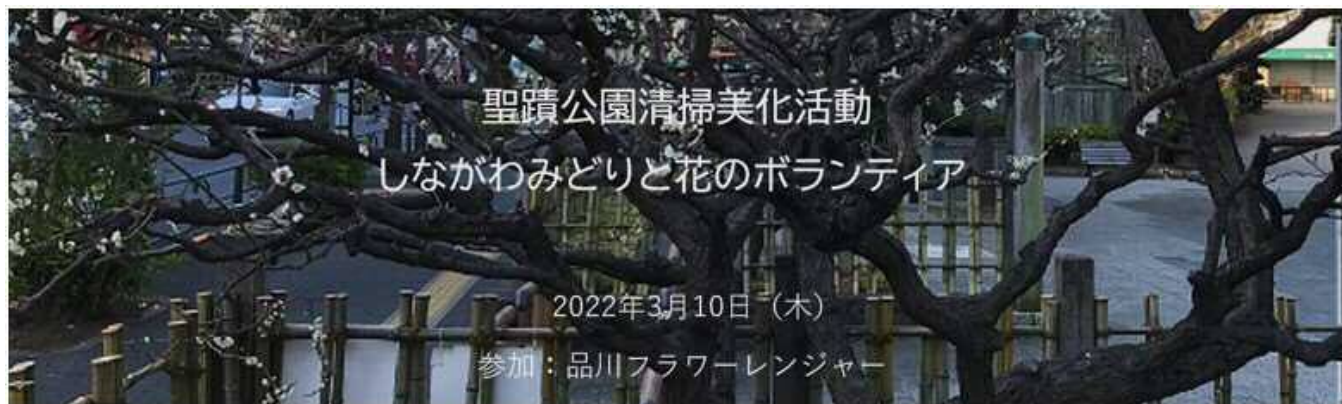 聖蹟公園清掃美化活動
しながわみどりと花のボランティア
2022年3月10日（木）
参加：品川フラワーレンジャー